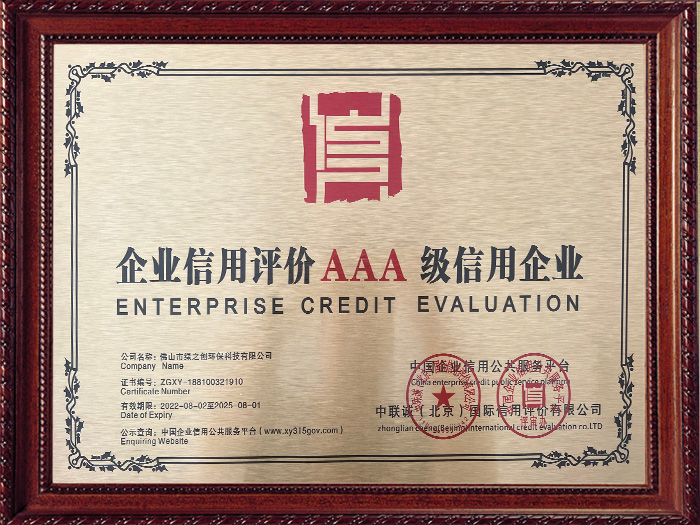 信
企业信用评价AAA级信用企业
ENTERPRISE CREDIT EVALUATION
公司名称：佛山市绿之创环保科技有限公司
Company Name
证书编号：ZGXY-188100321910
Certificate Number
有效期限：2022-08-02至2025-08-01
Date of Expiry
公示查询：中国企业信用公共服务平台（www.xy315gov.com）
Enquiring Website
中国企业信用公共服务平台
China enterprise credit public service platform
中联诚（北京）国际信用评价有限公司
zhonglian cheng(Beijing)International credit evaluation co.LTD
评审办